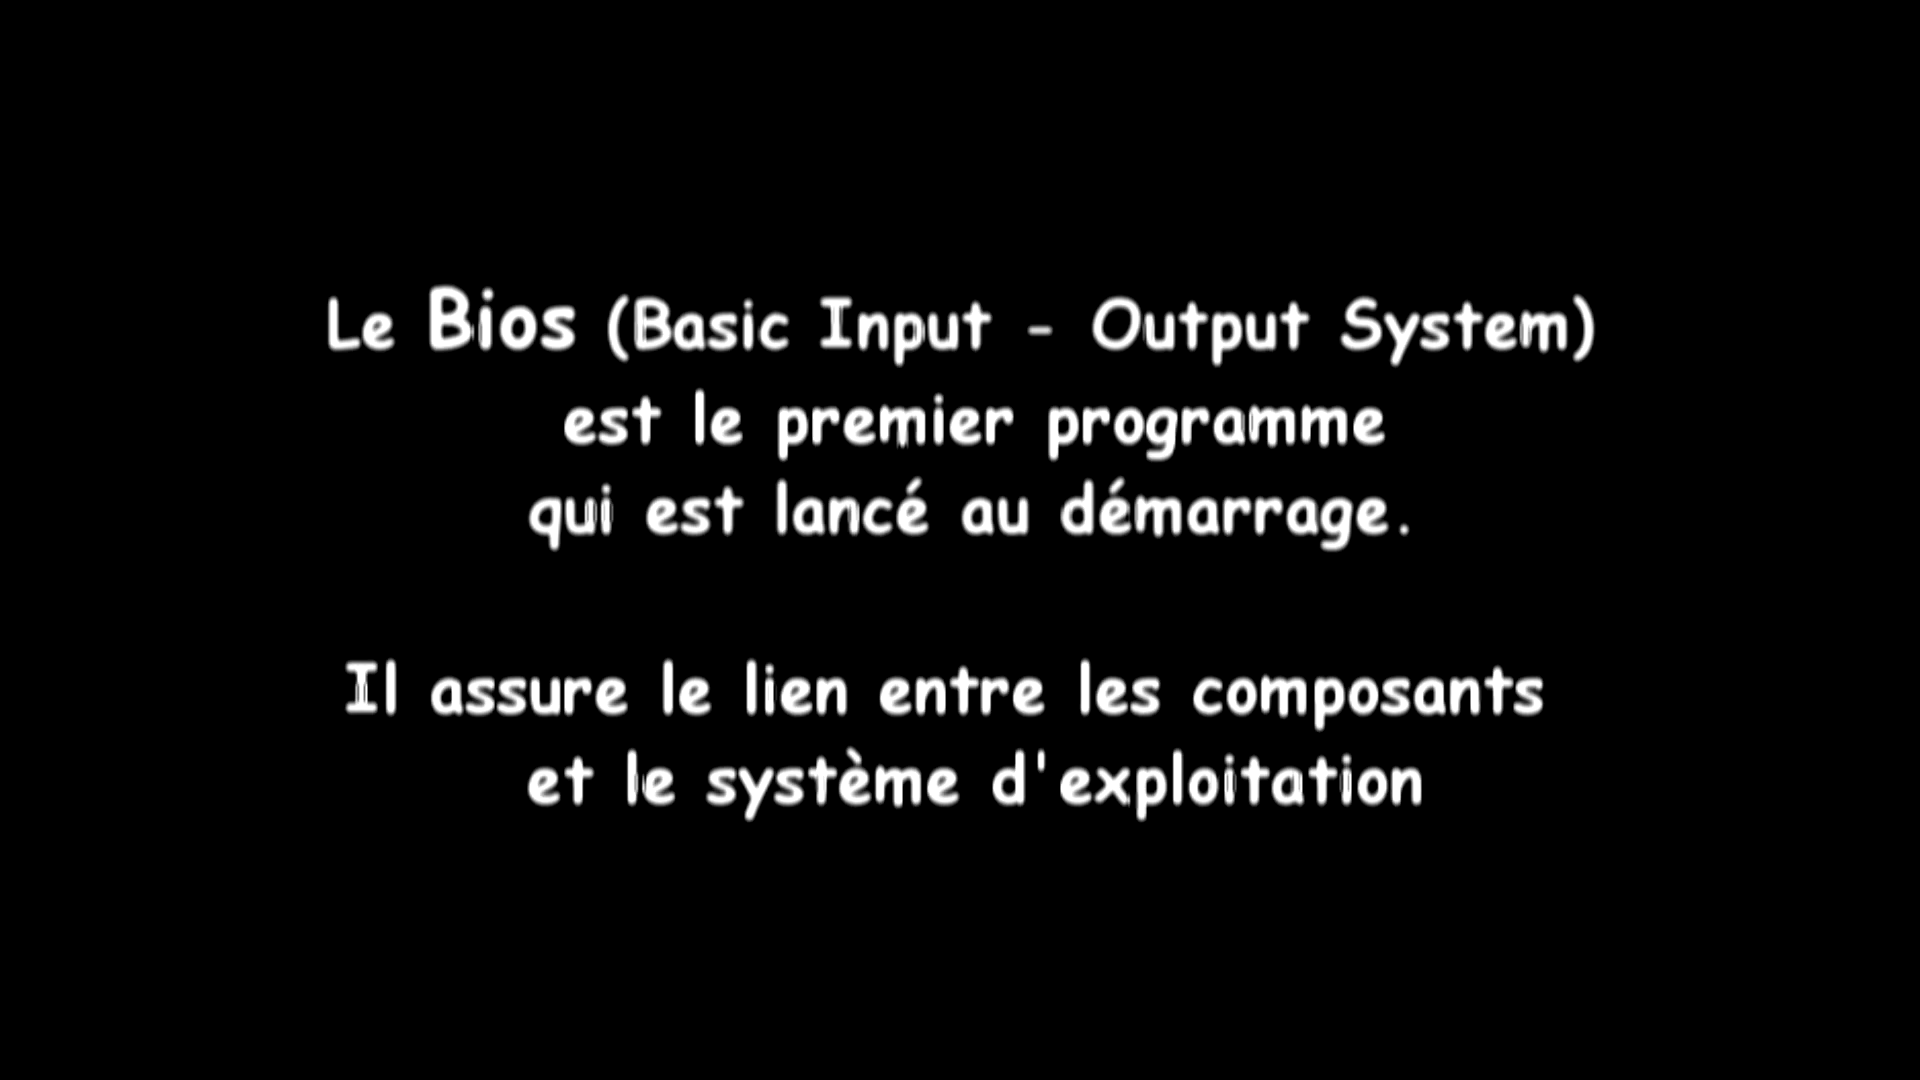 Le Bios (Basic Input - Output System)
est le premier programme
qui est lancé au démarrage.
Il assure le lien entre les composants
et le système d'exploitation